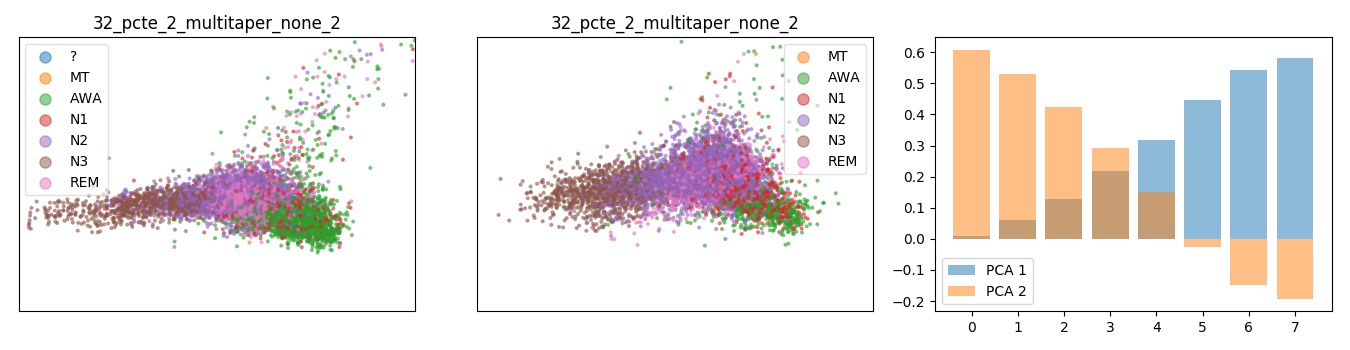 32_pcte_2_multitaper_none_2
?
MT
AWA
N1
N2
N3
REM
32_pcte_2_multitaper_none_2
MT
AWA
N1
N2
N3
REM
0.6
0.5
0.4
0.3
0.2
0.1
0.0
−0.1
−0.2
PCA 1
PCA 2
0 1 2 3 4 5 6 7